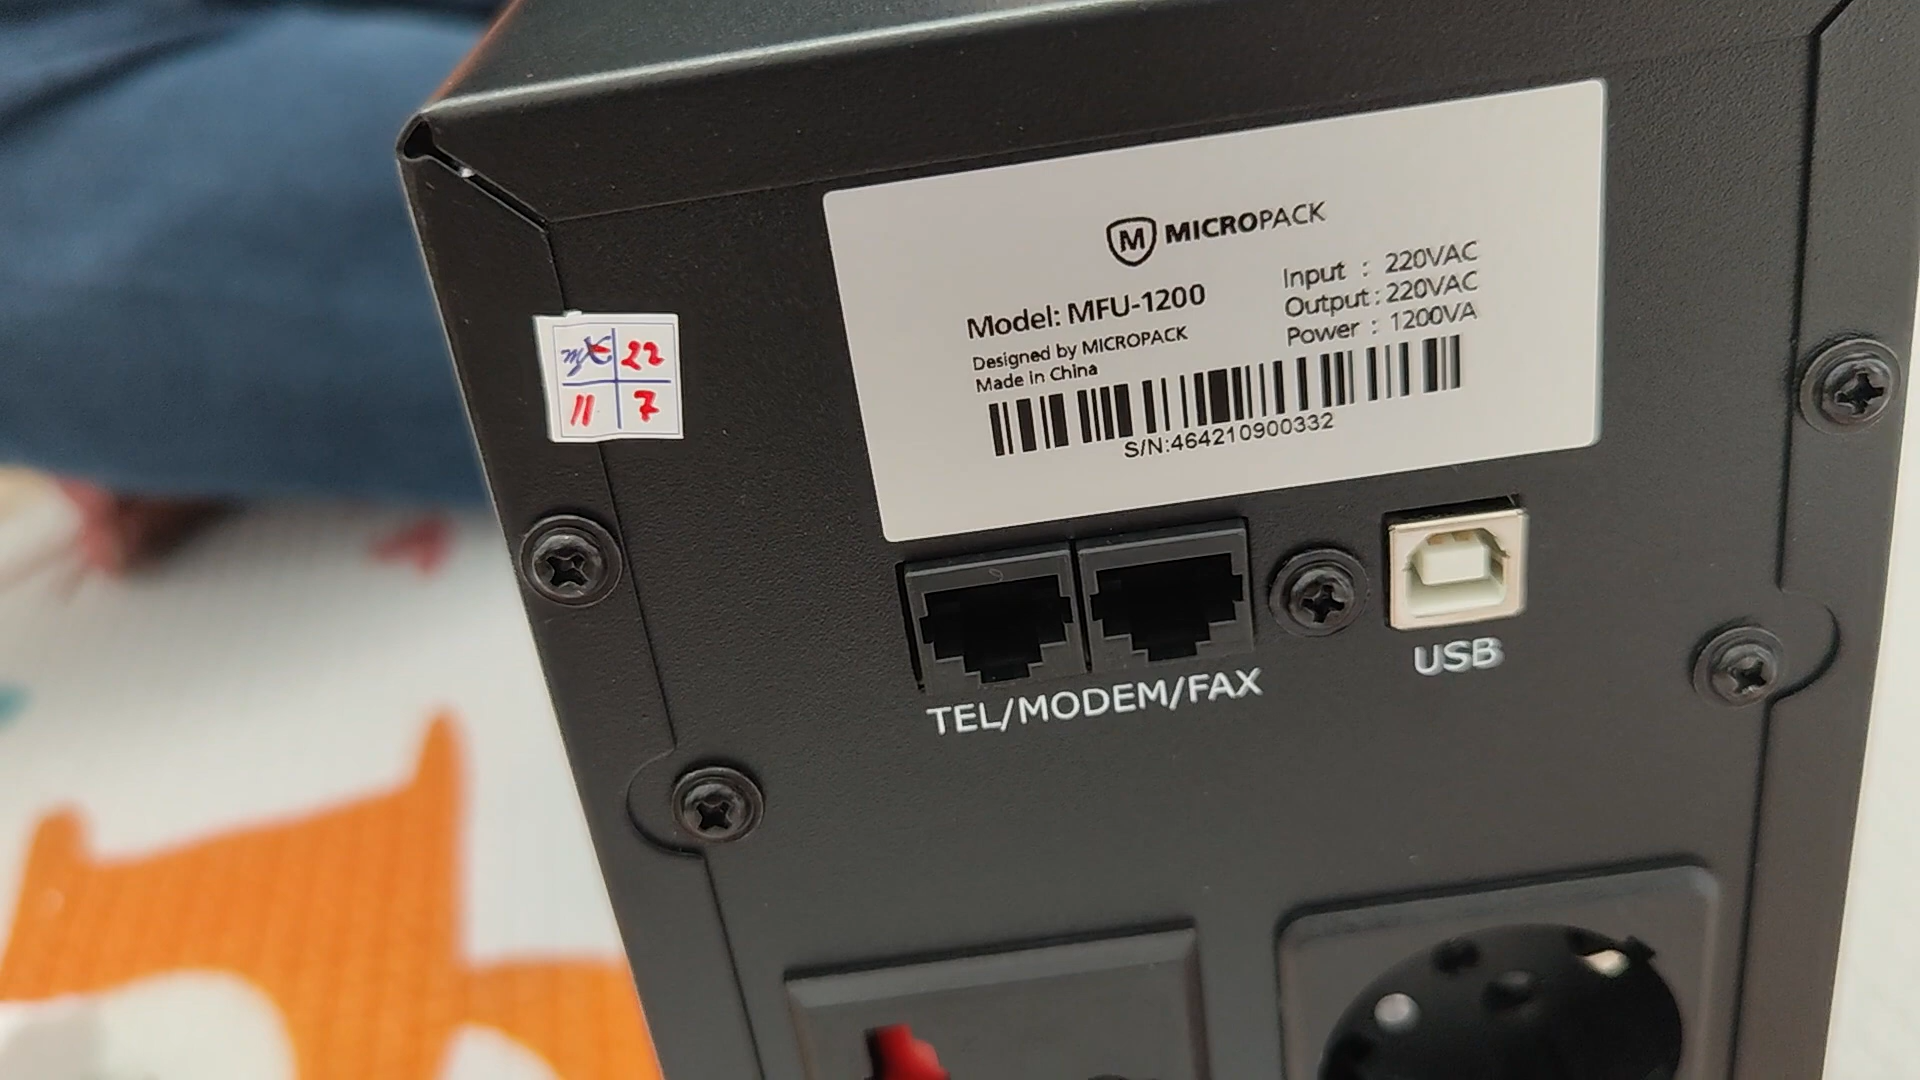 M MICROPACK
Model: MFU-1200
Designed by MICROPACK
Made in China
Input : 220VAC
Output : 220VAC
Power : 1200VA
S/N:464210900332
22
11 7
TEL/MODEM/FAX
USB